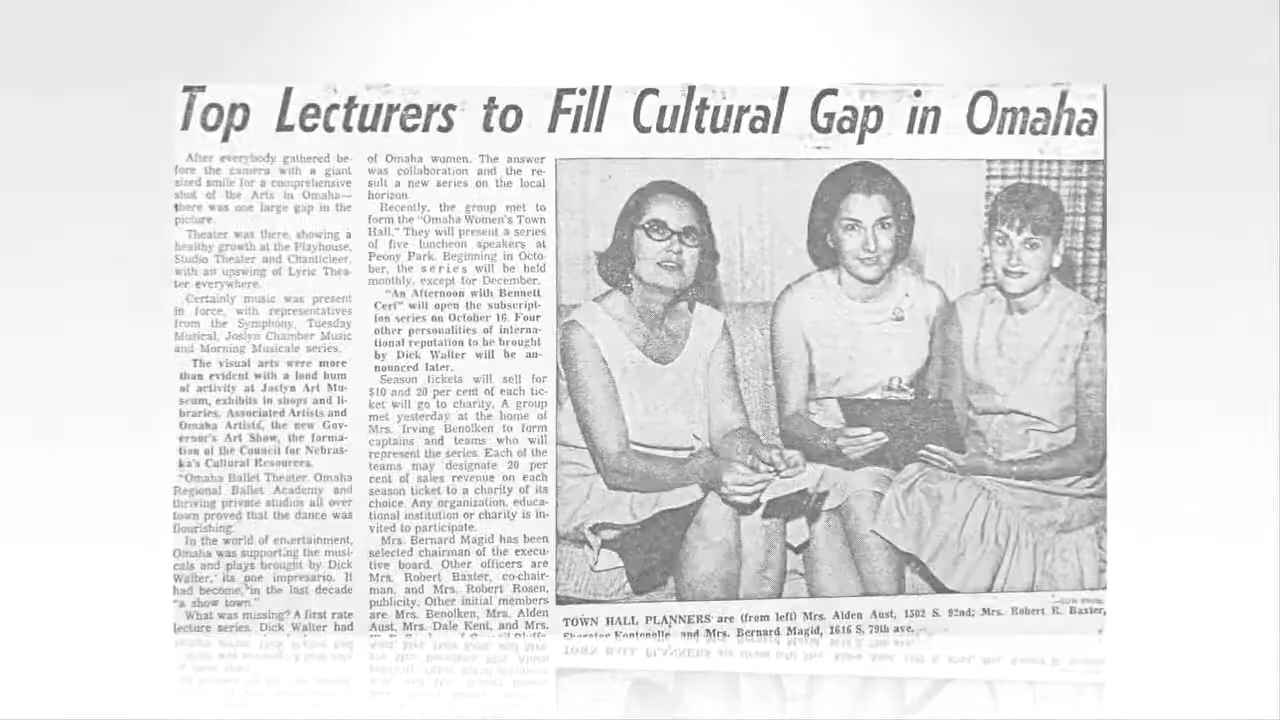 Top Lecturers to Fill Cultural Gap in Omaha
After everybody gathered be-
fore the camera with a giant
sized smile for a comprehensive
shot of the Arts in Omaha—
there was one large gap in the
picture.
Theater was there, showing a
healthy growth at the Playhouse,
Studio Theater and Chanticleer,
with an upswing of Lyric Thea-
ter everywhere.
Certainly music was present
in force, with representatives
from the Symphony, Tuesday
Musical, Joslyn Chamber Music
and Morning Musicale series.
The visual arts were more
than evident with a loud hum
of activity at Joslyn Art Mu-
seum, exhibits in shops and li-
braries, Associated Artists and
Omaha Artists, the new Gov-
ernor's Art Show, the forma-
tion of the Council for Nebras-
ka's Cultural Resources.
"Omaha Ballet Theater, Omaha
Regional Ballet Academy and
thriving private studios all over
town proved that the dance was
flourishing.
In the world of entertainment,
Omaha was supporting the musi-
cals and plays brought by Dick
Walter, its one impresario. It
had become, in the last decade
"a show town."
What was missing? A first rate
lecture series. Dick Walter had
of Omaha women. The answer
was collaboration and the re-
sult a new series on the local
horizon.
Recently, the group met to
form the "Omaha Women's Town
Hall." They will present a series
of five luncheon speakers at
Peony Park. Beginning in Octo-
ber, the series will be held
monthly, except for December.
"An Afternoon with Bennett
Cerf" will open the subscript-
ion series on October 16. Four
other personalities of interna-
tional reputation to be brought
by Dick Walter will be an-
nounced later.
Season tickets will sell for
$10 and 20 per cent of each tic-
ket will go to charity. A group
met yesterday at the home of
Mrs. Irving Benolken to form
captains and teams who will
represent the series. Each of the
teams may designate 20 per
cent of sales revenue on each
season ticket to a charity of its
choice. Any organization, educa-
tional institution or charity is in-
vited to participate.
Mrs. Bernard Magid has been
selected chairman of the execu-
tive board. Other officers are
Mrs. Robert Baxter, co-chair-
man, and Mrs. Robert Rosen,
publicity. Other initial members
are Mrs. Benolken, Mrs. Alden
Aust, Mrs. Dale Kent, and Mrs.
TOWN HALL PLANNERS are (from left) Mrs. Alden Aust, 1502 S. 92nd; Mrs. Robert R. Baxter,
Fontenelle, and Mrs. Bernard Magid, 1616 S. 79th ave.